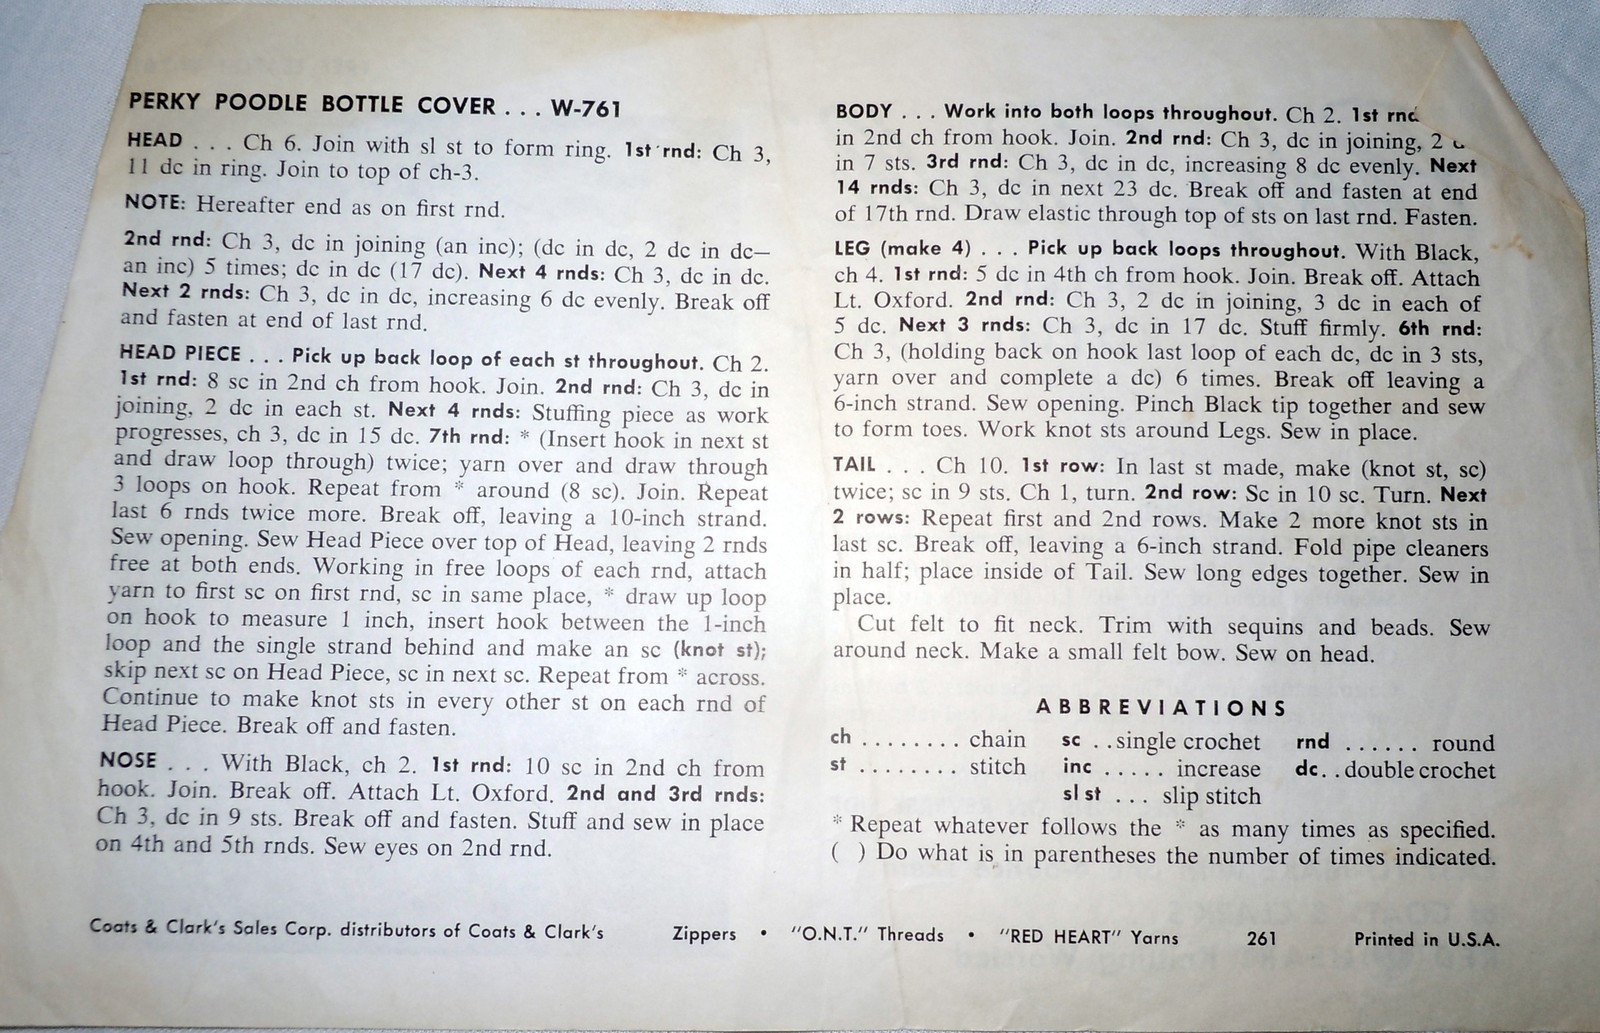 PERKY POODLE BOTTLE COVER . . . W-761
HEAD . . . Ch 6. Join with sl st to form ring. 1st rnd: Ch 3,
11 dc in ring. Join to top of ch-3.
NOTE: Hereafter end as on first rnd.
2nd rnd: Ch 3, dc in joining (an inc); (dc in dc, 2 dc in dc—
an inc) 5 times; dc in dc (17 dc). Next 4 rnds: Ch 3, dc in dc.
Next 2 rnds: Ch 3, dc in dc, increasing 6 dc evenly. Break off
and fasten at end of last rnd.
HEAD PIECE . . . Pick up back loop of each st throughout. Ch 2.
1st rnd: 8 sc in 2nd ch from hook. Join. 2nd rnd: Ch 3, dc in
joining, 2 dc in each st. Next 4 rnds: Stuffing piece as work
progresses, ch 3, dc in 15 dc. 7th rnd: * (Insert hook in next st
and draw loop through) twice; yarn over and draw through
3 loops on hook. Repeat from * around (8 sc). Join. Repeat
last 6 rnds twice more. Break off, leaving a 10-inch strand.
Sew opening. Sew Head Piece over top of Head, leaving 2 rnds
free at both ends. Working in free loops of each rnd, attach
yarn to first sc on first rnd, sc in same place, * draw up loop
on hook to measure 1 inch, insert hook between the 1-inch
loop and the single strand behind and make an sc (knot st);
skip next sc on Head Piece, sc in next sc. Repeat from * across.
Continue to make knot sts in every other st on each rnd of
Head Piece. Break off and fasten.
NOSE . . . With Black, ch 2. 1st rnd: 10 sc in 2nd ch from
hook. Join. Break off. Attach Lt. Oxford. 2nd and 3rd rnds:
Ch 3, dc in 9 sts. Break off and fasten. Stuff and sew in place
on 4th and 5th rnds. Sew eyes on 2nd rnd.
BODY . . . Work into both loops throughout. Ch 2. 1st
in 2nd ch from hook. Join. 2nd rnd: Ch 3, dc in joining, 2
in 7 sts. 3rd rnd: Ch 3, dc in dc, increasing 8 dc evenly. Next
14 rnds: Ch 3, dc in next 23 dc. Break off and fasten at end
of 17th rnd. Draw elastic through top of sts on last rnd. Fasten.
LEG (make 4) . . . Pick up back loops throughout. With Black,
ch 4. 1st rnd: 5 dc in 4th ch from hook. Join. Break off. Attach
Lt. Oxford. 2nd rnd: Ch 3, 2 dc in joining, 3 dc in each of
5 dc. Next 3 rnds: Ch 3, dc in 17 dc. Stuff firmly. 6th rnd:
Ch 3, (holding back on hook last loop of each dc, dc in 3 sts,
yarn over and complete a dc) 6 times. Break off leaving a
6-inch strand. Sew opening. Pinch Black tip together and sew
to form toes. Work knot sts around Legs. Sew in place.
TAIL . . . Ch 10. 1st row: In last st made, make (knot st, sc)
twice; sc in 9 sts. Ch 1, turn. 2nd row: Sc in 10 sc. Turn. Next
2 rows: Repeat first and 2nd rows. Make 2 more knot sts in
last sc. Break off, leaving a 6-inch strand. Fold pipe cleaners
in half; place inside of Tail. Sew long edges together. Sew in
place.
Cut felt to fit neck. Trim with sequins and beads. Sew
around neck. Make a small felt bow. Sew on head.
ABBREVIATIONS
ch . . . . . . . . chain sc . . single crochet rnd . . . . . . round
st . . . . . . . . stitch inc . . . . . increase dc. . double crochet
sl st . . . slip stitch
* Repeat whatever follows the * as many times as specified.
( ) Do what is in parentheses the number of times indicated.
Coats & Clark's Sales Corp. distributors of Coats & Clark's Zippers • "O.N.T." Threads • "RED HEART" Yarns 261 Printed in U.S.A.